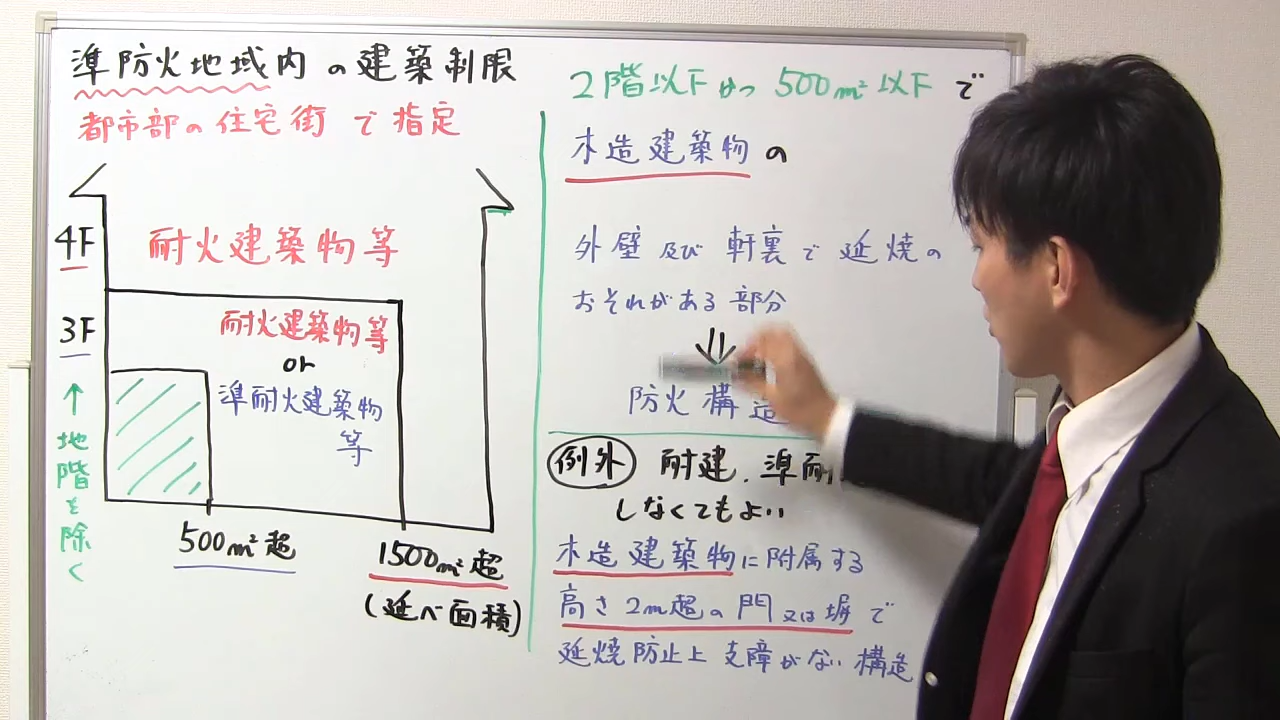 準防火地域内の建築制限
都市部の住宅街で指定
4F
耐火建築物等
3F
耐火建築物等
or
準耐火建築物
等
↑地階を除く
500m²超
1500m²超
(延べ面積)
2階以下かつ500m²以下で
木造建築物の
外壁及び軒裏で延焼の
おそれがある部分
⇓
防火構造
例外 耐建、準耐
しなくてもよい
木造建築物に附属する
高さ2m超の門又は塀で
延焼防止上支障がない構造